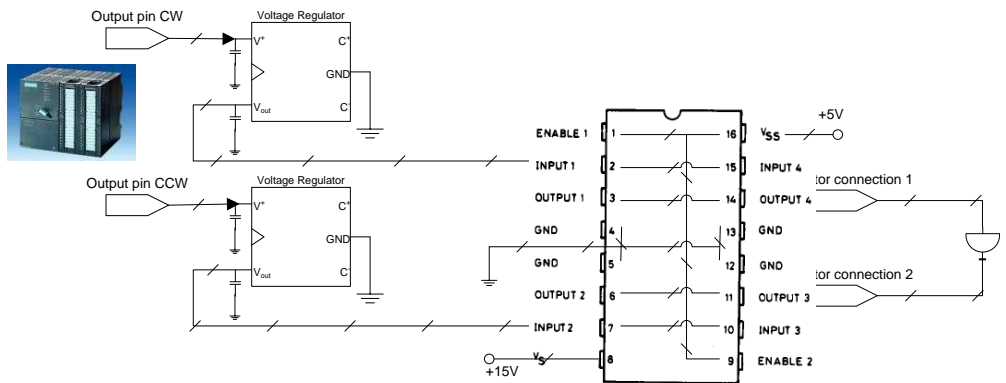 Output pin CW
Voltage Regulator
V+
C+
GND
Vout
C-
Output pin CCW
Voltage Regulator
V+
C+
GND
Vout
C-
+5V
ENABLE 1 1 16 VSS
INPUT 1 2 15 INPUT 4
tor connection 1
OUTPUT 1 3 14 OUTPUT 4
GND 4 13 GND
GND 5 12 GND
tor connection 2
OUTPUT 2 6 11 OUTPUT 3
INPUT 2 7 10 INPUT 3
VS 8 9 ENABLE 2
+15V